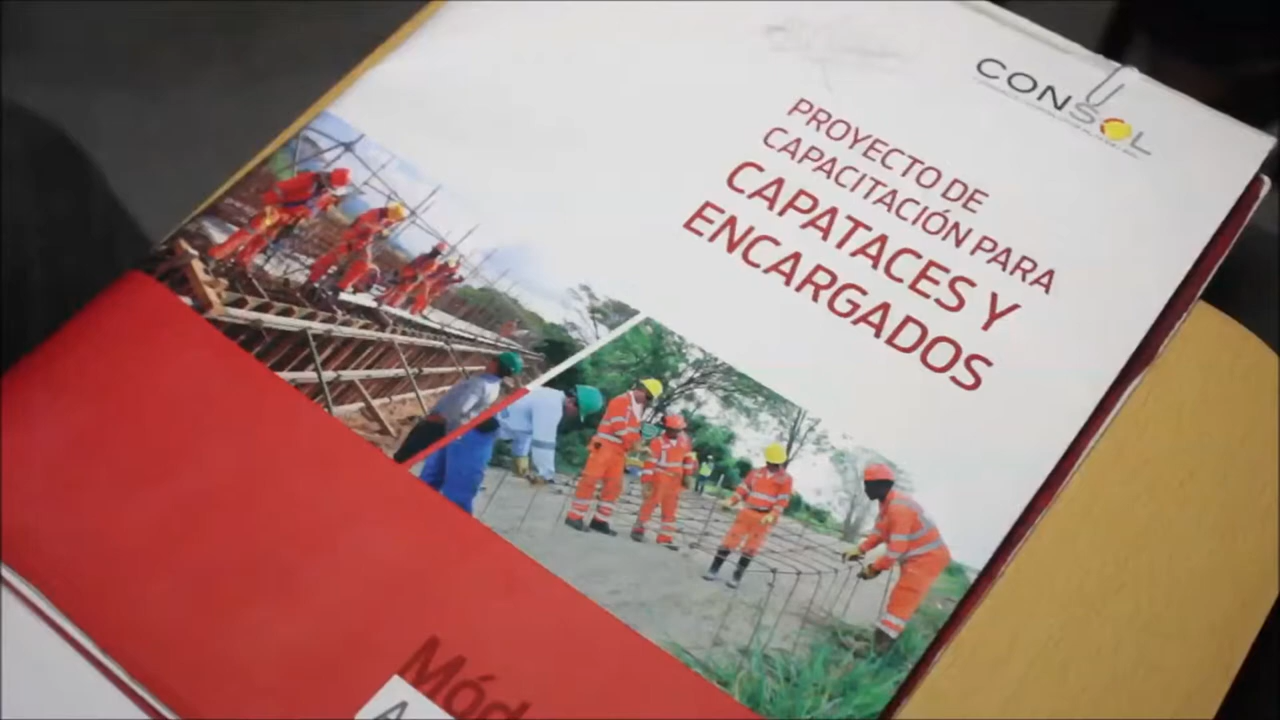 CONSOL
PROYECTO DE
CAPACITACIÓN PARA
CAPATACES Y
ENCARGADOS